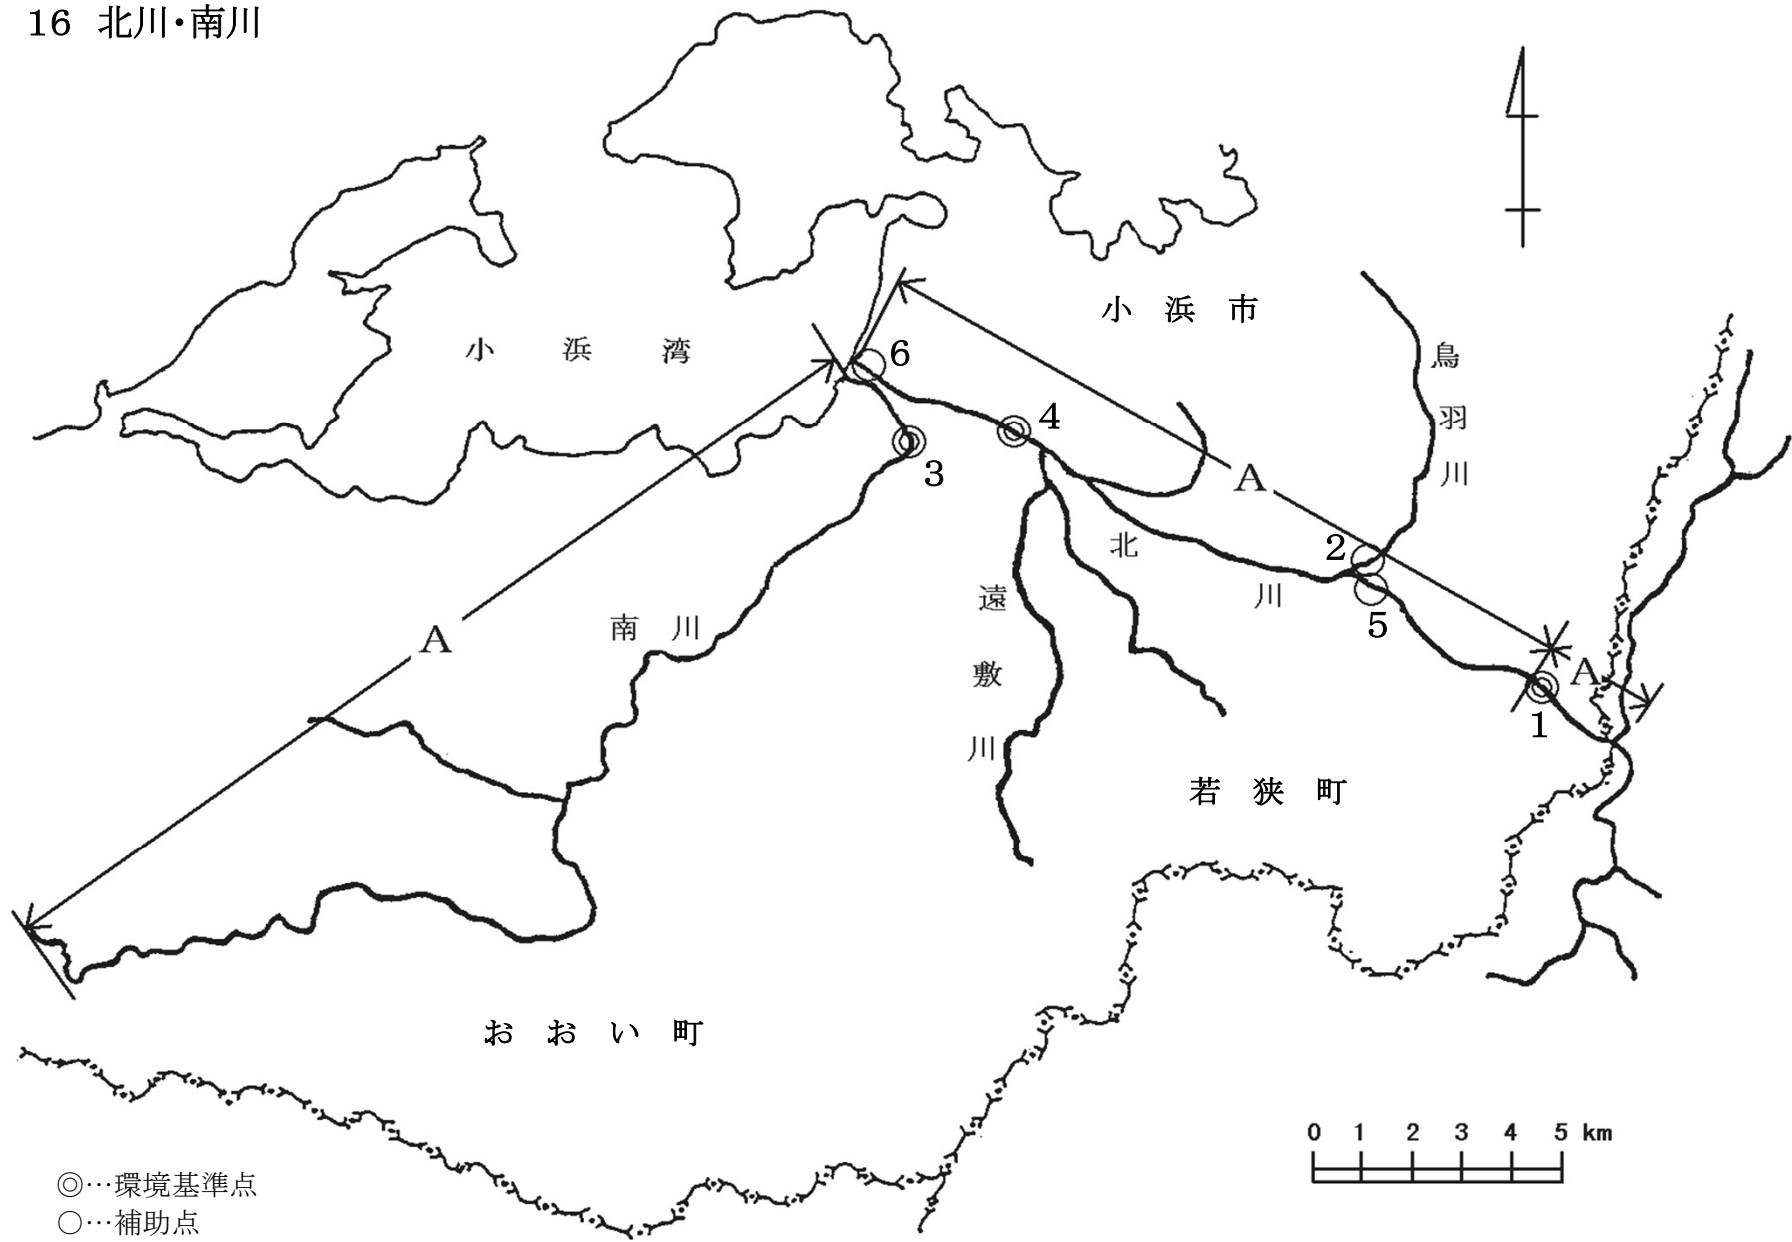 16 北川・南川
小浜市
鳥羽川
小浜湾
6
4
3
A
2
北川
5
遠敷川
南川
A
A
1
若狭町
おおい町
0 1 2 3 4 5 km
◎…環境基準点
○…補助点